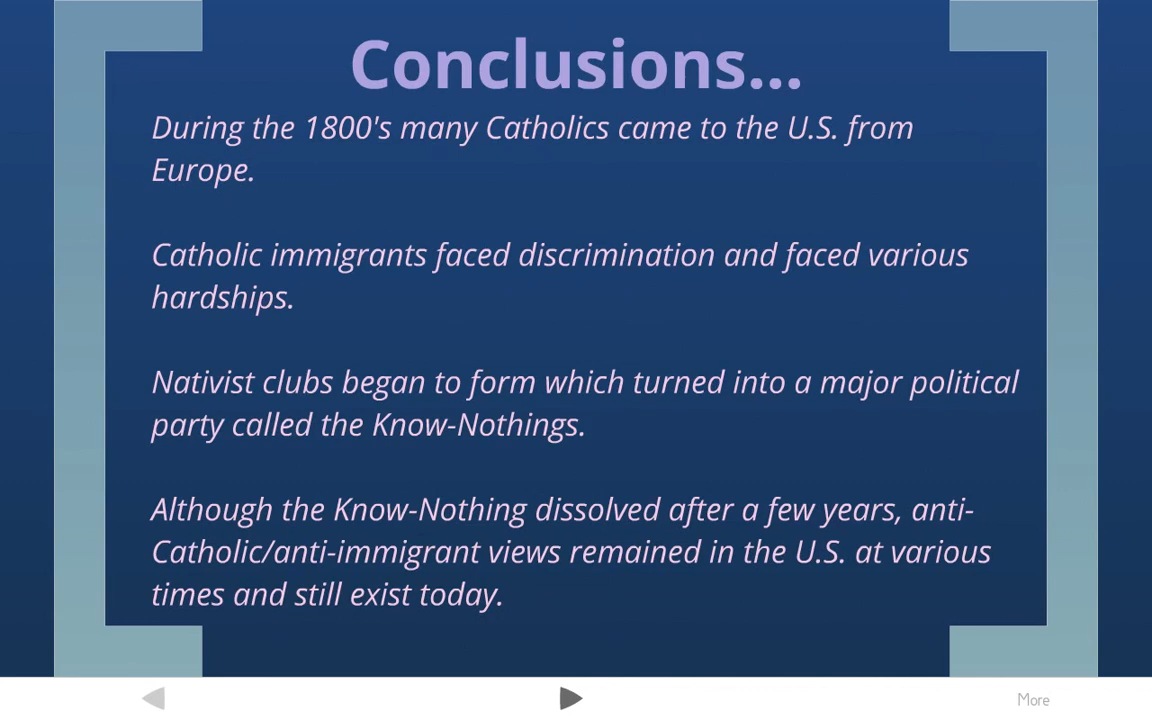 Conclusions...
During the 1800's many Catholics came to the U.S. from
Europe.
Catholic immigrants faced discrimination and faced various
hardships.
Nativist clubs began to form which turned into a major political
party called the Know-Nothings.
Although the Know-Nothing dissolved after a few years, anti-
Catholic/anti-immigrant views remained in the U.S. at various
times and still exist today.
More